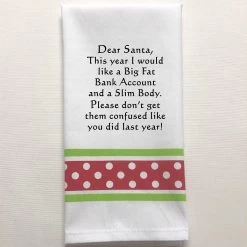 Dear Santa,
This year I would
like a Big Fat
Bank Account
and a Slim Body.
Please don't get
them confused like
you did last year!